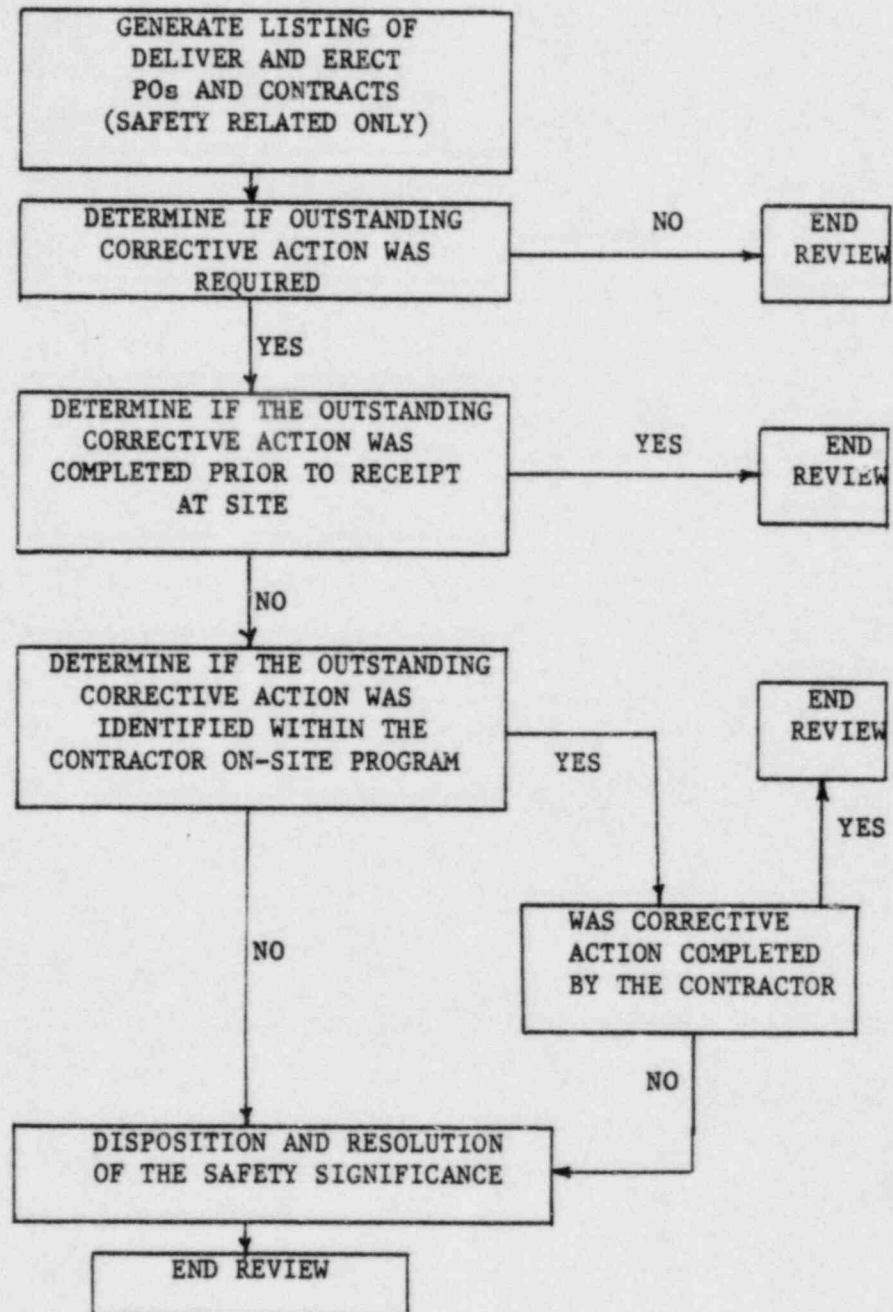 GENERATE LISTING OF
DELIVER AND ERECT
POs AND CONTRACTS
(SAFETY RELATED ONLY)
DETERMINE IF OUTSTANDING
CORRECTIVE ACTION WAS
REQUIRED
NO
END
REVIEW
YES
DETERMINE IF THE OUTSTANDING
CORRECTIVE ACTION WAS
COMPLETED PRIOR TO RECEIPT
AT SITE
YES
END
REVIEW
NO
DETERMINE IF THE OUTSTANDING
CORRECTIVE ACTION WAS
IDENTIFIED WITHIN THE
CONTRACTOR ON-SITE PROGRAM
YES
END
REVIEW
YES
WAS CORRECTIVE
ACTION COMPLETED
BY THE CONTRACTOR
NO
NO
DISPOSITION AND RESOLUTION
OF THE SAFETY SIGNIFICANCE
END REVIEW